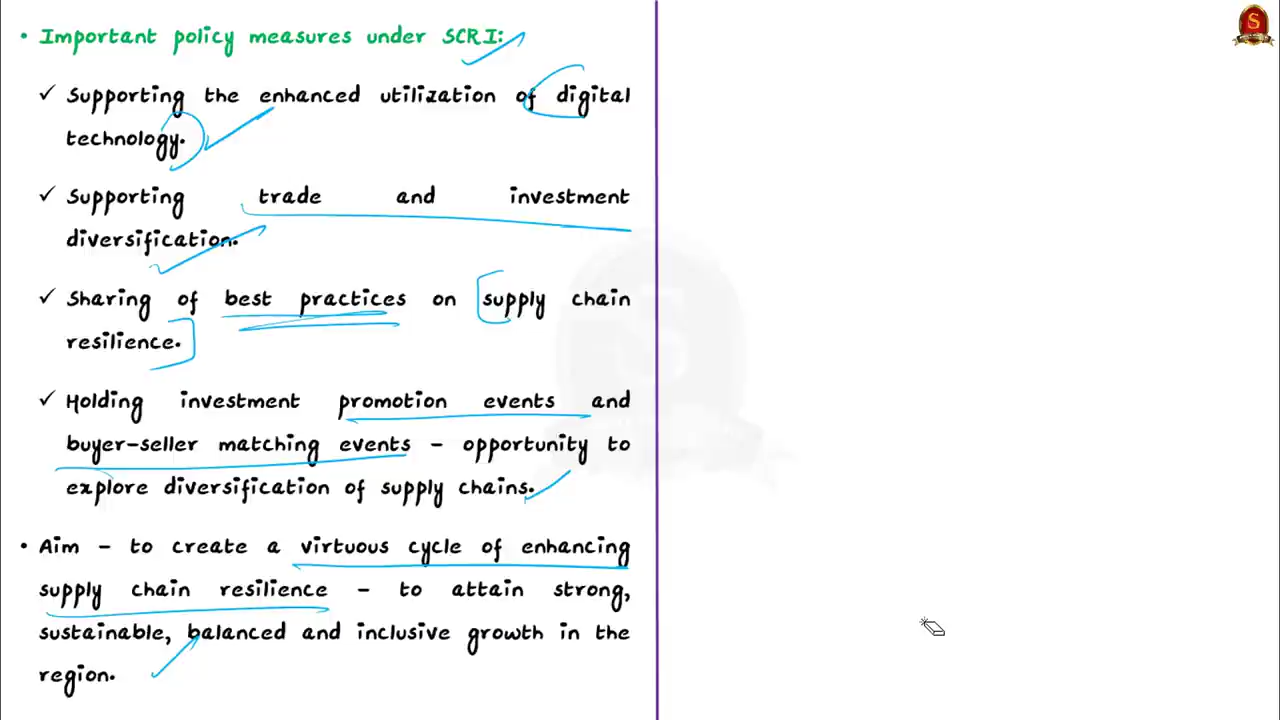 • Important policy measures under SCRI:
✓ Supporting the enhanced utilization of digital
technology.
✓ Supporting trade and investment
diversification.
✓ Sharing of best practices on supply chain
resilience.
✓ Holding investment promotion events and
buyer-seller matching events – opportunity to
explore diversification of supply chains.
• Aim – to create a virtuous cycle of enhancing
supply chain resilience – to attain strong,
sustainable, balanced and inclusive growth in the
region.
S